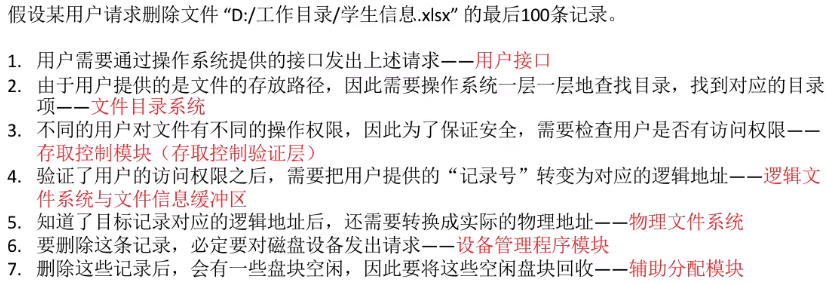 假设某用户请求删除文件 “D:/工作目录/学生信息.xlsx” 的最后100条记录。
1. 用户需要通过操作系统提供的接口发出上述请求——用户接口
2. 由于用户提供的是文件的存放路径，因此需要操作系统一层一层地查找目录，找到对应的目录
项——文件目录系统
3. 不同的用户对文件有不同的操作权限，因此为了保证安全，需要检查用户是否有访问权限——
存取控制模块（存取控制验证层）
4. 验证了用户的访问权限之后，需要把用户提供的“记录号”转变为对应的逻辑地址——逻辑文
件系统与文件信息缓冲区
5. 知道了目标记录对应的逻辑地址后，还需要转换成实际的物理地址——物理文件系统
6. 要删除这条记录，必定要对磁盘设备发出请求——设备管理程序模块
7. 删除这些记录后，会有一些盘块空闲，因此要将这些空闲盘块回收——辅助分配模块